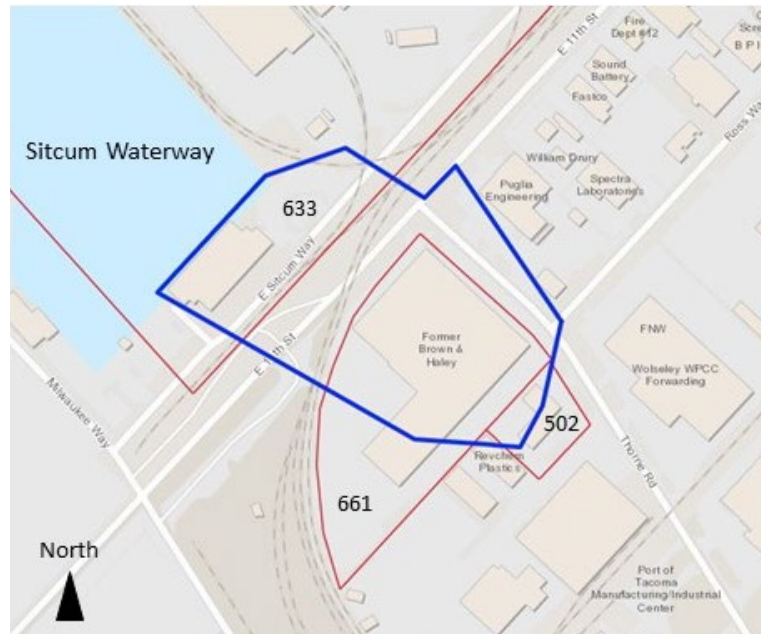 Fire
Dept #12
Scre
B P I
E 11th St
Sound
Battery
Fastco
Ross Wa
Sitcum Waterway
William Drury
Puglia
Engineering
Spectra
Laboratories
633
E Sitcum Way
Former
Brown &
Haley
FNW
Wolseley WPCC
Forwarding
E 11th St
Milwaukee Way
502
Revchem
Plastics
Thorne Rd
661
North
Port of
Tacoma
Manufacturing/Industrial
Center